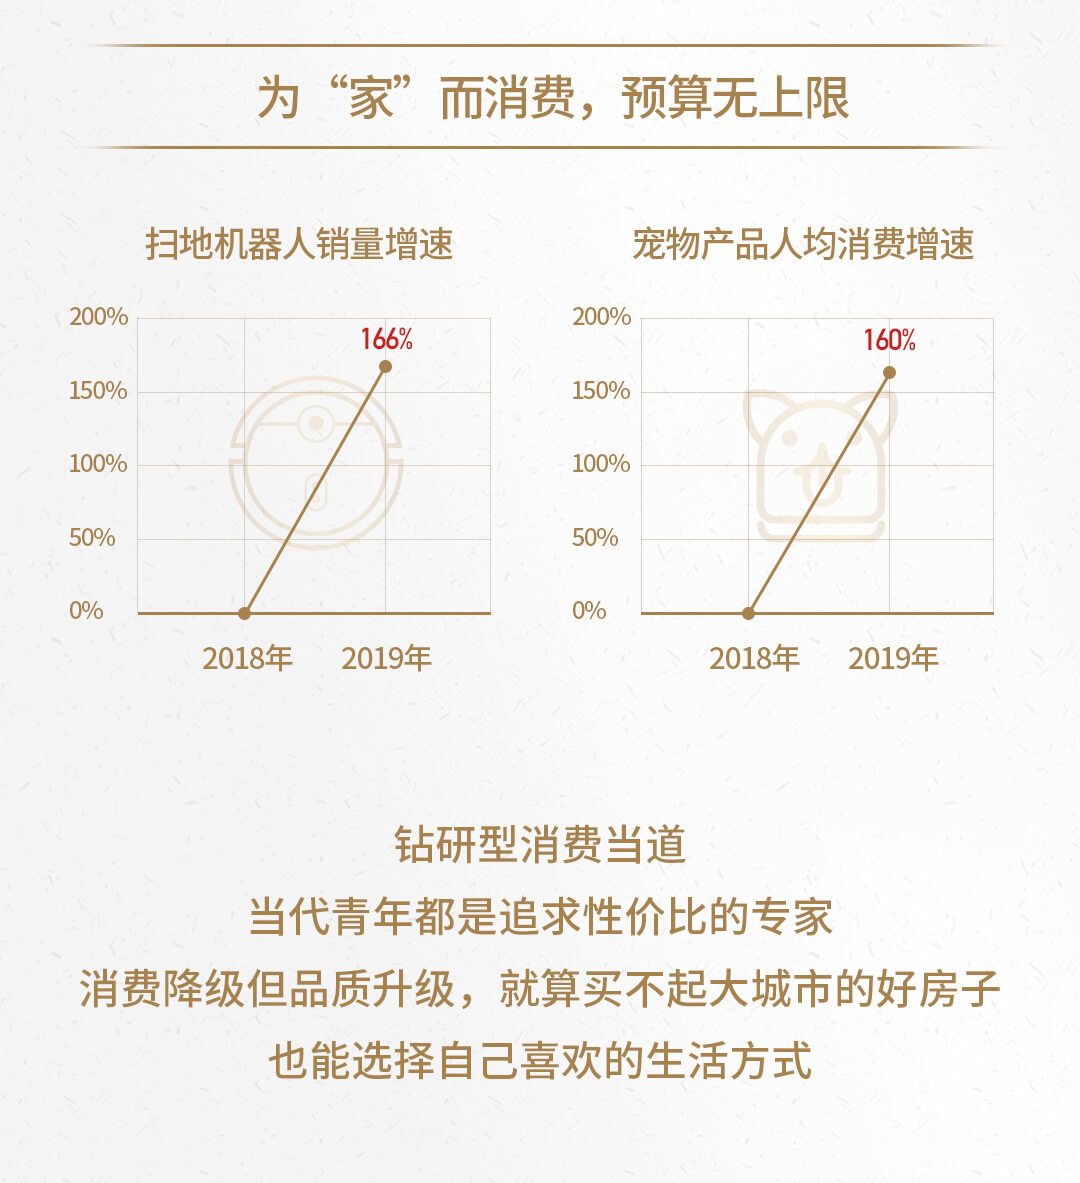 为“家”而消费，预算无上限
扫地机器人销量增速
200%
166%
150%
100%
50%
0%
2018年
2019年
宠物产品人均消费增速
200%
160%
150%
100%
50%
0%
2018年
2019年
钻研型消费当道
当代青年都是追求性价比的专家
消费降级但品质升级，就算买不起大城市的好房子
也能选择自己喜欢的生活方式